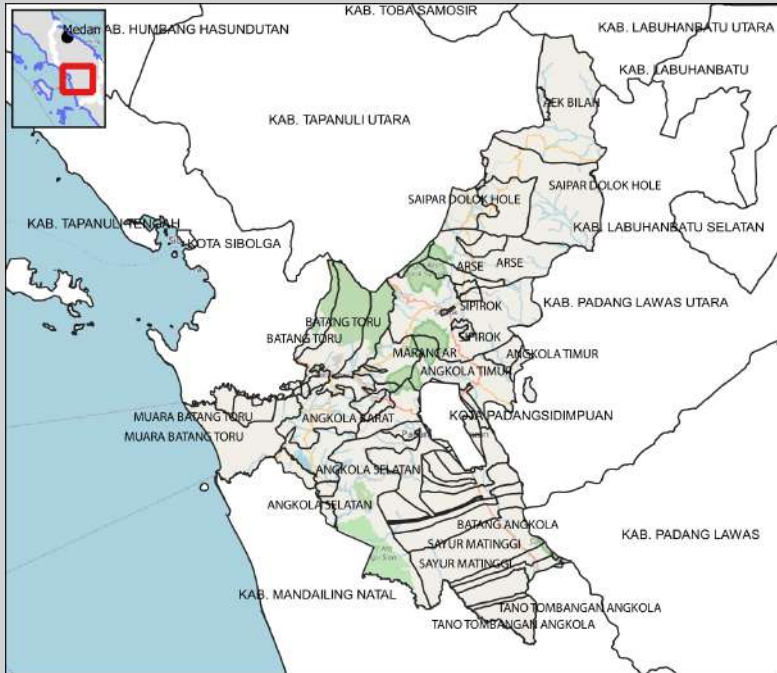 KAB. TOBA SAMOSIR
Medan
AB. HUMBANG HASUNDUTAN
KAB. LABUHANBATU UTARA
KAB. LABUHANBATU
AEK BILAH
KAB. TAPANULI UTARA
SAIPAR DOLOK HOLE
SAIPAR DOLOK HOLE
KAB. TAPANULI TENGAH
KAB. LABUHANBATU SELATAN
KOTA SIBOLGA
ARSE
ARSE
SIPIROK
KAB. PADANG LAWAS UTARA
BATANG TORU
SIPIROK
BATANG TORU
MARANCAR
ANGKOLA TIMUR
ANGKOLA TIMUR
MUARA BATANG TORU
ANGKOLA BARAT
KOTA PADANGSIDIMPUAN
MUARA BATANG TORU
ANGKOLA SELATAN
ANGKOLA SELATAN
BATANG ANGKOLA
KAB. PADANG LAWAS
SAYUR MATINGGI
SAYUR MATINGGI
KAB. MANDAILING NATAL
TANO TOMBANGAN ANGKOLA
TANO TOMBANGAN ANGKOLA